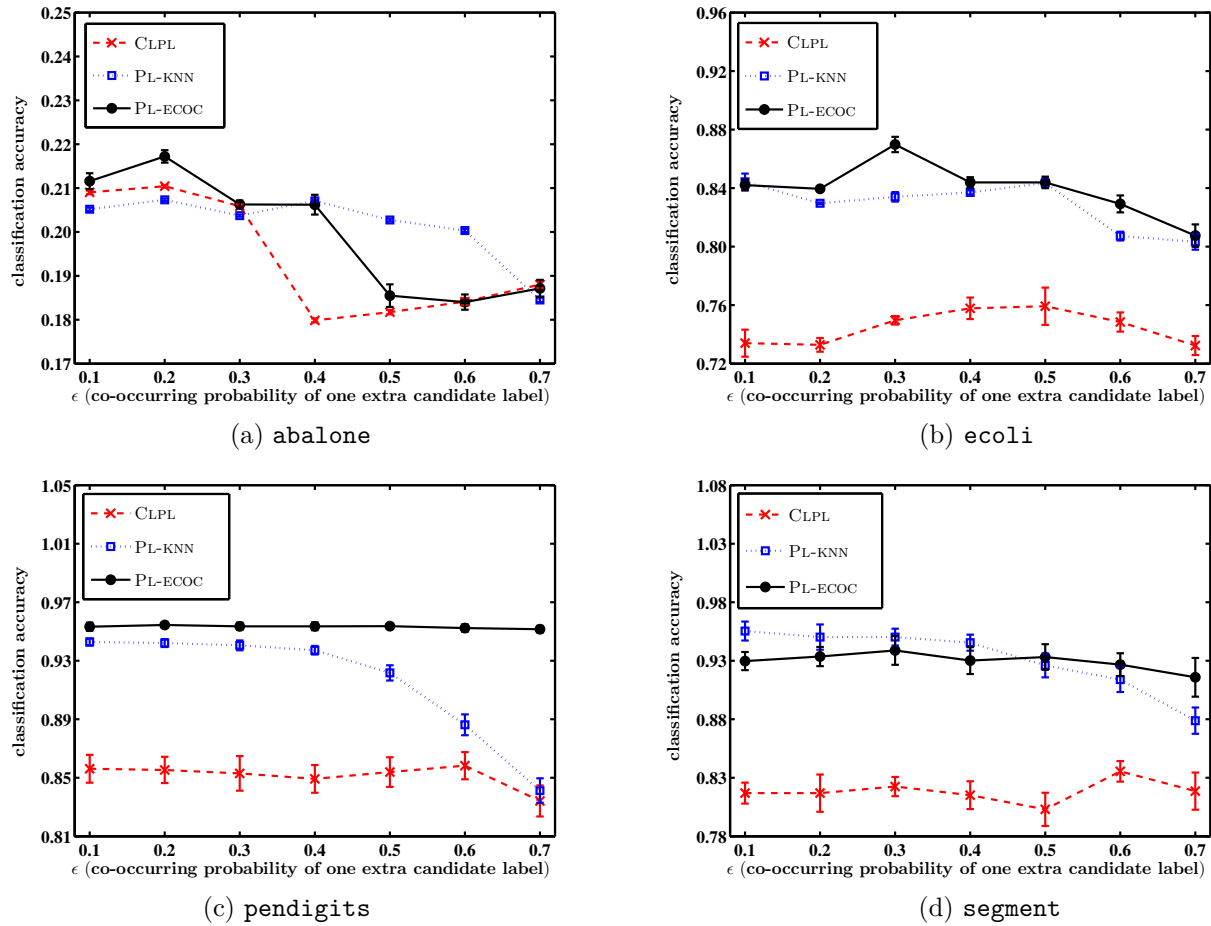 0.25
0.24
0.23
0.22
0.21
0.20
0.19
0.18
0.17
classification accuracy
CLPL
PL-KNN
PL-ECOC
0.1 0.2 0.3 0.4 0.5 0.6 0.7
ϵ (co-occurring probability of one extra candidate label)
(a) abalone
0.96
0.92
0.88
0.84
0.80
0.76
0.72
classification accuracy
CLPL
PL-KNN
PL-ECOC
0.1 0.2 0.3 0.4 0.5 0.6 0.7
ϵ (co-occurring probability of one extra candidate label)
(b) ecoli
1.05
1.01
0.97
0.93
0.89
0.85
0.81
classification accuracy
CLPL
PL-KNN
PL-ECOC
0.1 0.2 0.3 0.4 0.5 0.6 0.7
ϵ (co-occurring probability of one extra candidate label)
(c) pendigits
1.08
1.03
0.98
0.93
0.88
0.83
0.78
classification accuracy
CLPL
PL-KNN
PL-ECOC
0.1 0.2 0.3 0.4 0.5 0.6 0.7
ϵ (co-occurring probability of one extra candidate label)
(d) segment